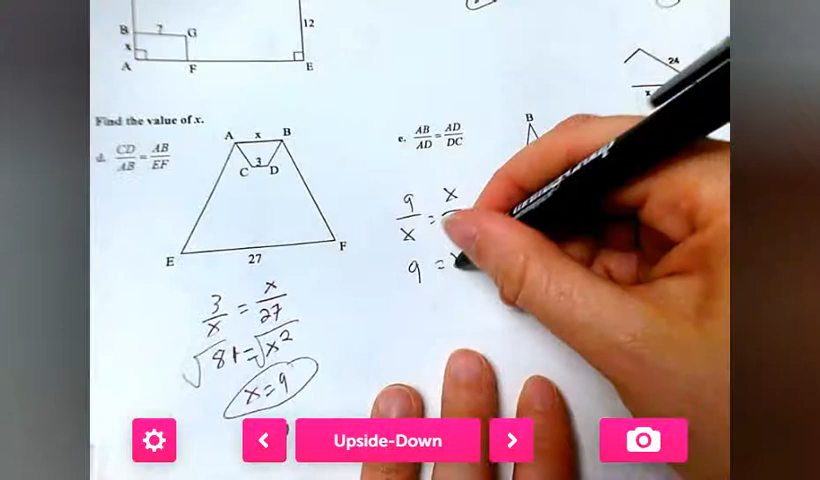 12
B ? G
x
A F E
24
x
Find the value of x.
d. CD/AB = AB/EF
A x B
C 3 D
E 27 F
e. AB/AD = AD/DC
B
3/x = x/27
√81 = √x²
x = 9
9/x = x
9 =
Upside-Down